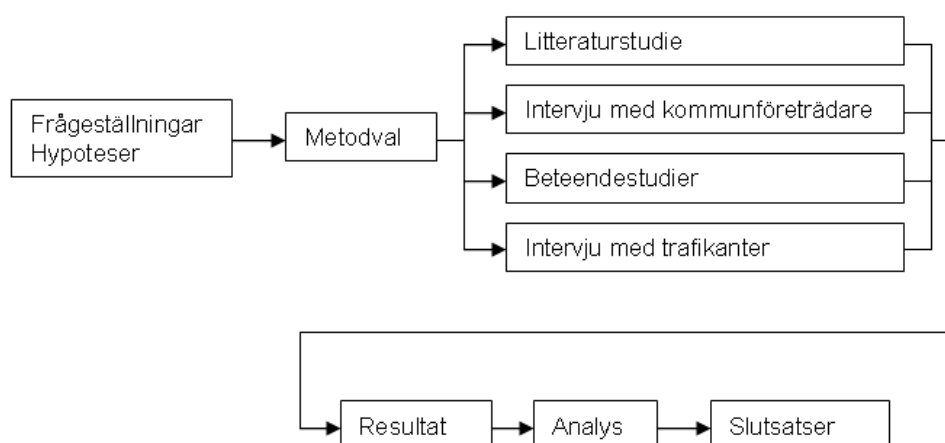 Frågeställningar
Hypoteser
Metodval
Litteraturstudie
Intervju med kommunföreträdare
Beteendestudier
Intervju med trafikanter
Resultat
Analys
Slutsatser